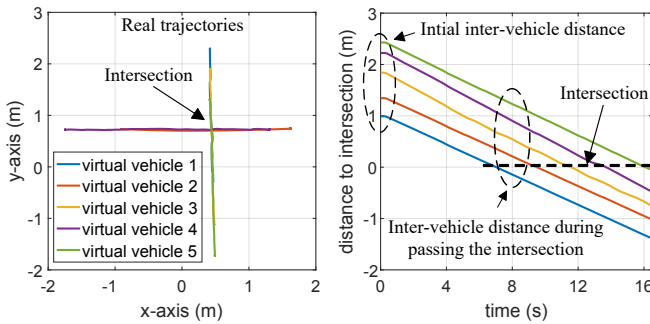 Real trajectories
Intersection
virtual vehicle 1
virtual vehicle 2
virtual vehicle 3
virtual vehicle 4
virtual vehicle 5
3
2
1
0
-1
-2
-2
-1
0
1
2
y-axis (m)
x-axis (m)
Intial inter-vehicle distance
Intersection
Inter-vehicle distance during
passing the intersection
3
2
1
0
-1
-2
0
4
8
12
16
distance to intersection (m)
time (s)